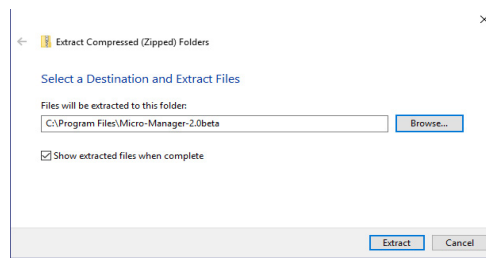 Extract Compressed (Zipped) Folders
Select a Destination and Extract Files
Files will be extracted to this folder:
C:\Program Files\Micro-Manager-2.0beta
Browse...
Show extracted files when complete
Extract
Cancel